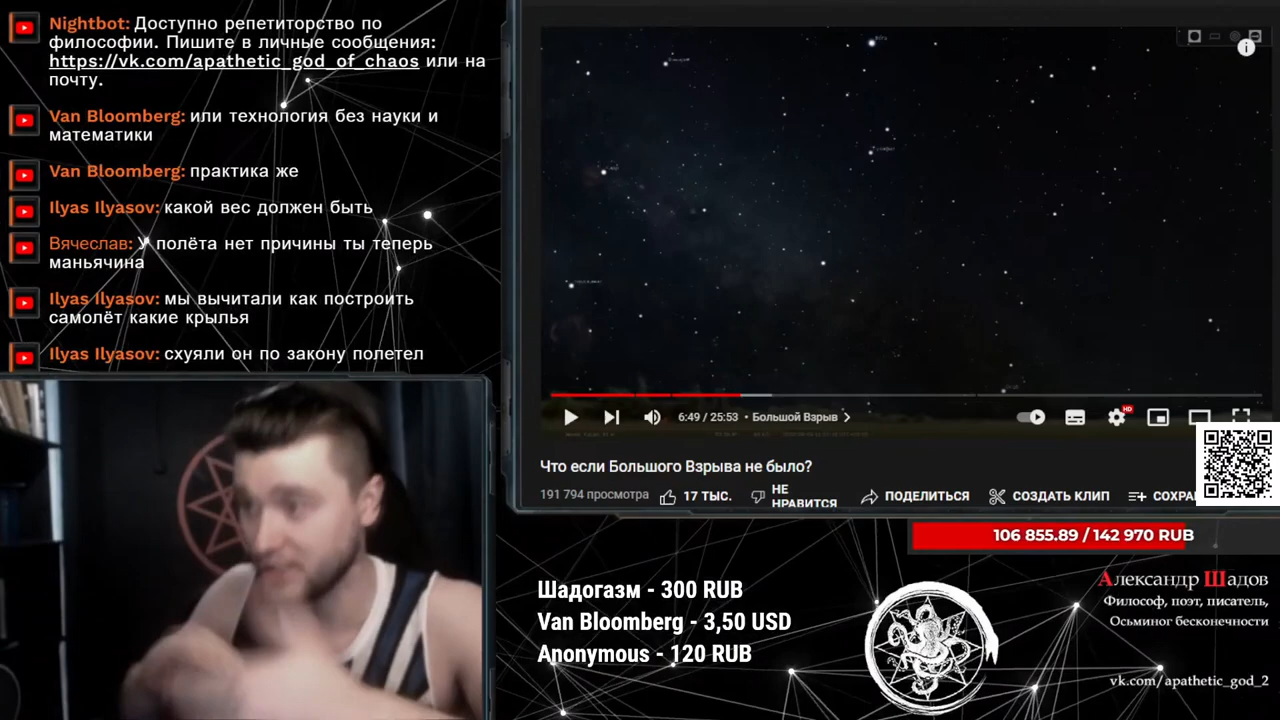 Nightbot: Доступно репетиторство по
философии. Пишите в личные сообщения:
https://vk.com/apathetic_god_of_chaos или на
почту.
Van Bloomberg: или технология без науки и
математики
Van Bloomberg: практика же
Ilyas Ilyasov: какой вес должен быть
Вячеслав: У полёта нет причины ты теперь
маньячина
Ilyas Ilyasov: мы вычитали как построить
самолёт какие крылья
Ilyas Ilyasov: схуяли он по закону полетел
6:49 / 25:53 • Большой Взрыв
HD
Что если Большого Взрыва не было?
191 794 просмотра
17 ТЫС.
НЕ
НРАВИТСЯ
ПОДЕЛИТЬСЯ
СОЗДАТЬ КЛИП
СОХРА
106 855.89 / 142 970 RUB
Шадогазм - 300 RUB
Van Bloomberg - 3,50 USD
Anonymous - 120 RUB
Александр Шадов
Философ, поэт, писатель,
Осьминог бесконечности
vk.com/apathetic_god_2